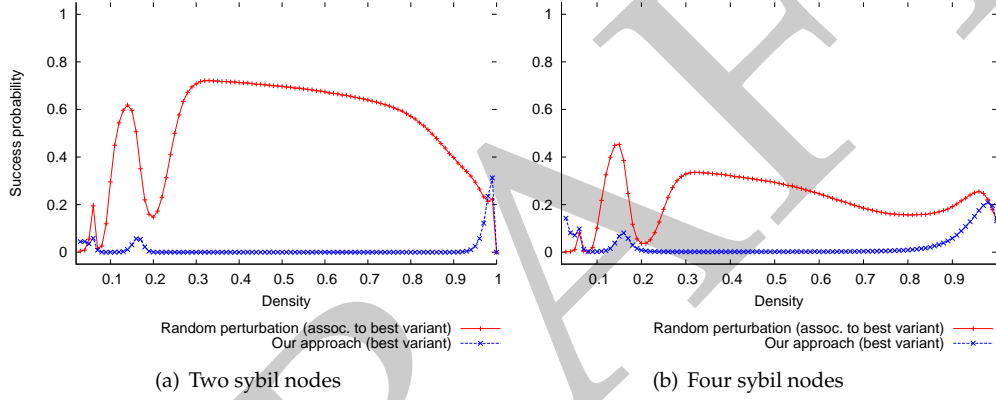 1
0.8
0.6
0.4
0.2
0
Success probability
0.1 0.2 0.3 0.4 0.5 0.6 0.7 0.8 0.9 1
Density
Random perturbation (assoc. to best variant)
Our approach (best variant)
(a) Two sybil nodes
1
0.8
0.6
0.4
0.2
0
0.1 0.2 0.3 0.4 0.5 0.6 0.7 0.8 0.9
Density
Random perturbation (assoc. to best variant)
Our approach (best variant)
(b) Four sybil nodes